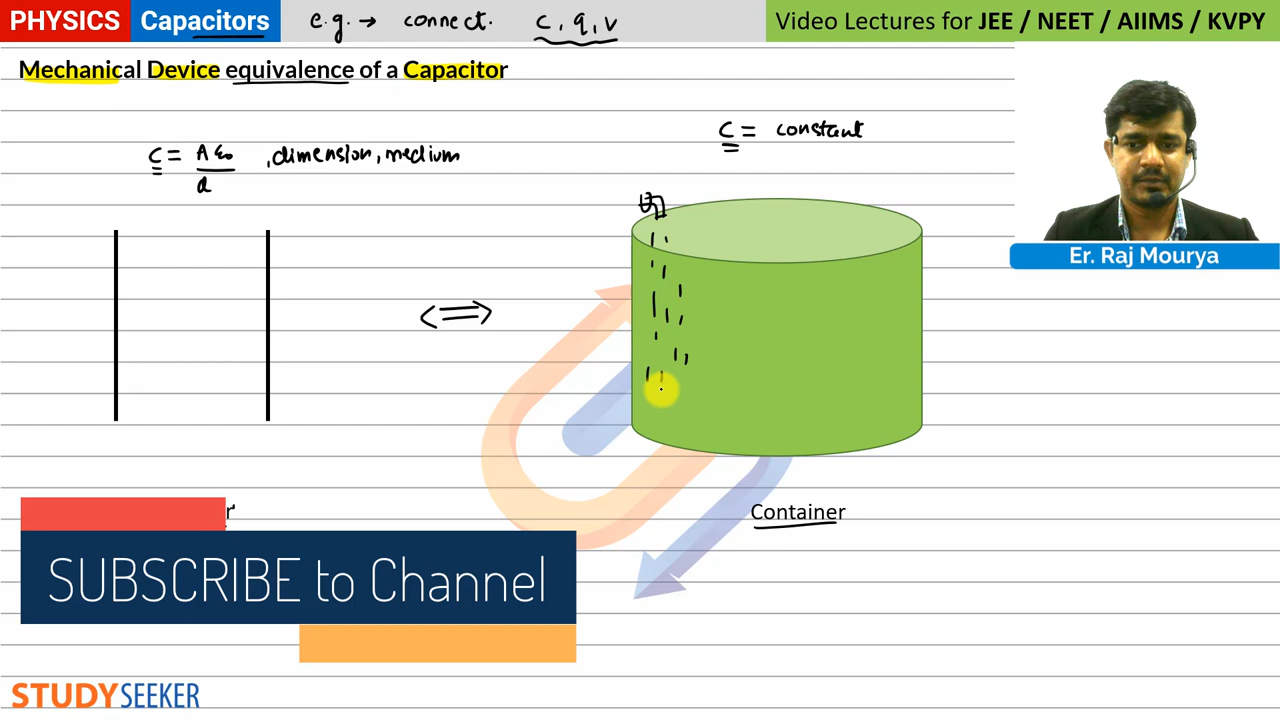 PHYSICS Capacitors e.g. → connect. C, q, v Video Lectures for JEE / NEET / AIIMS / KVPY
Mechanical Device equivalence of a Capacitor
C = constant
C = Aε₀ / d , dimension, medium
Er. Raj Mourya
⇔
r Container
SUBSCRIBE to Channel
STUDYSEEKER